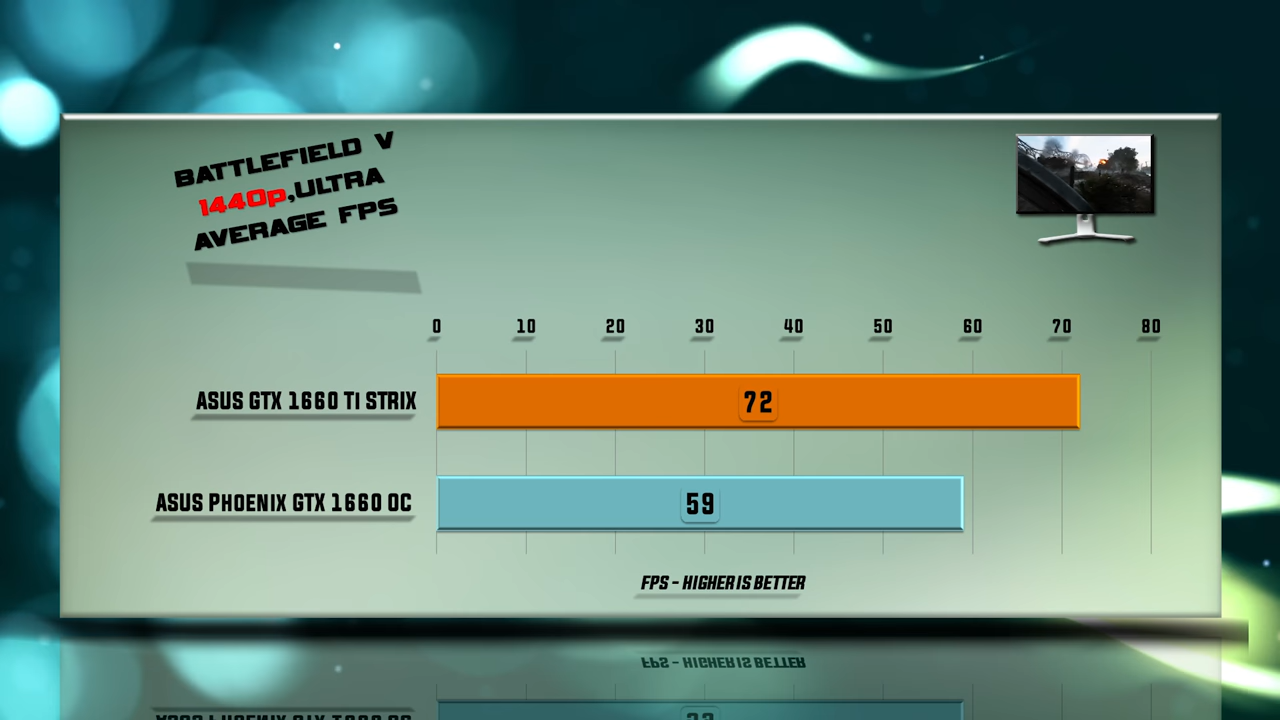 BATTLEFIELD V
1440p,ULTRA
AVERAGE FPS
0 10 20 30 40 50 60 70 80
ASUS GTX 1660 TI STRIX 72
ASUS PHOENIX GTX 1660 OC 59
FPS - HIGHER IS BETTER